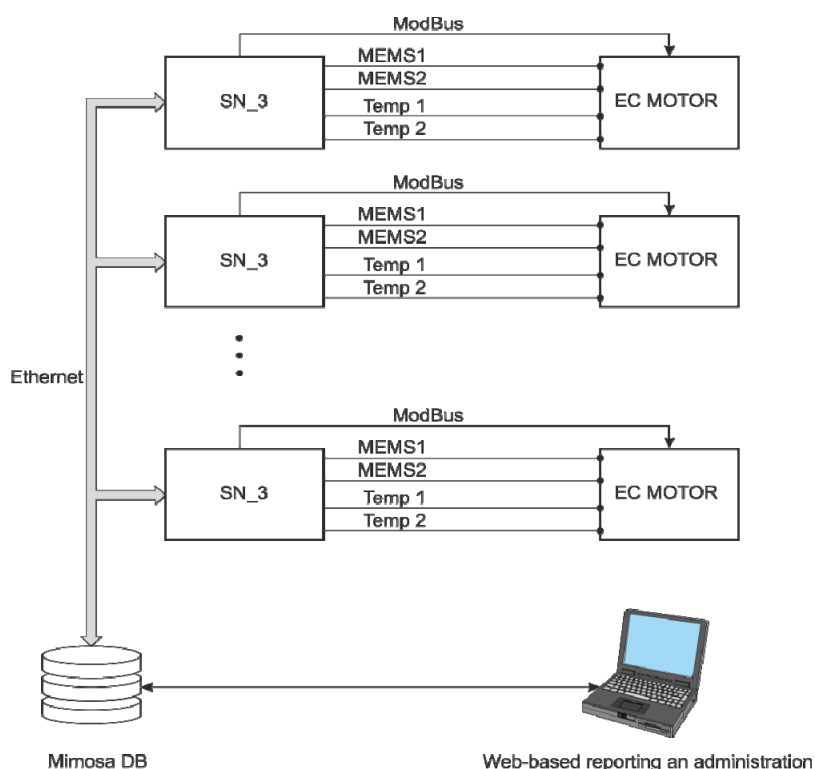 ModBus
MEMS1
MEMS2
SN_3
EC MOTOR
Temp 1
Temp 2
ModBus
MEMS1
MEMS2
SN_3
EC MOTOR
Temp 1
Temp 2
Ethernet
ModBus
MEMS1
MEMS2
SN_3
EC MOTOR
Temp 1
Temp 2
Mimosa DB
Web-based reporting an administration